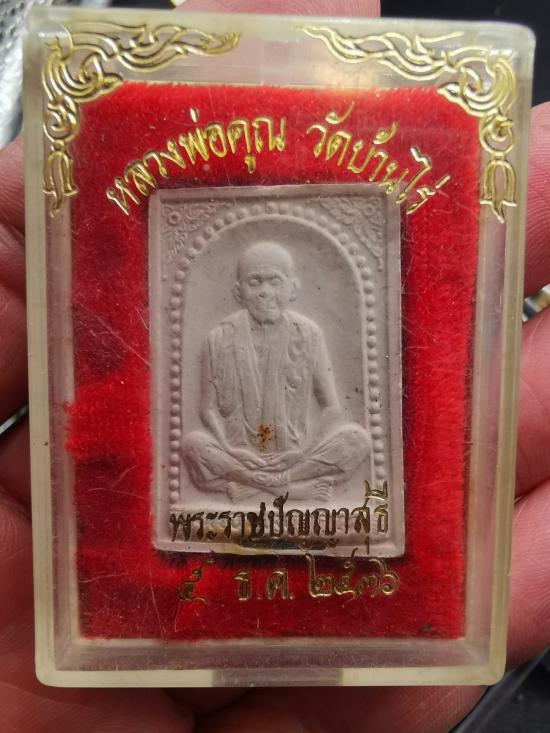 หลวงพ่อคูณ วัดบ้านไร่
พระราชปัญญาสุธี
๕ ธ.ค. ๒๕๓๖